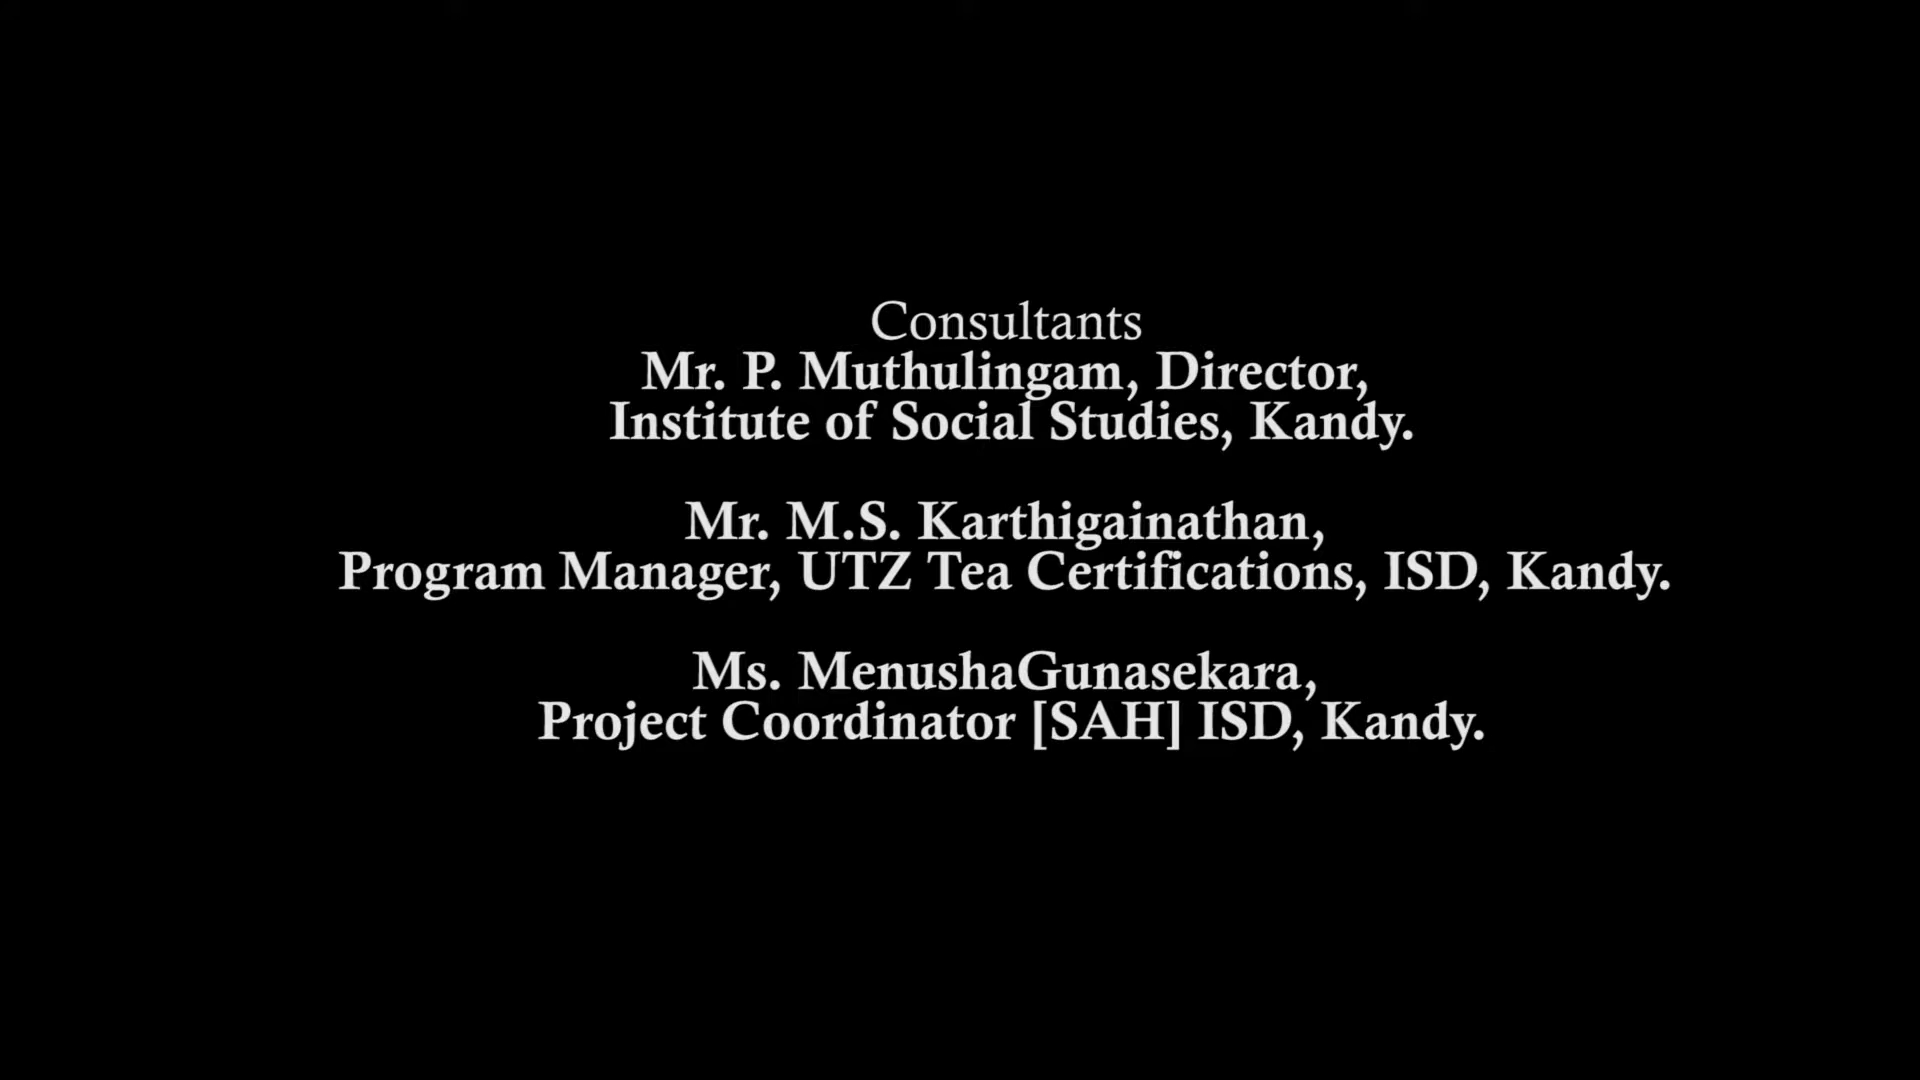 Consultants
Mr. P. Muthulingam, Director,
Institute of Social Studies, Kandy.
Mr. M.S. Karthigainathan,
Program Manager, UTZ Tea Certifications, ISD, Kandy.
Ms. MenushaGunasekara,
Project Coordinator [SAH] ISD, Kandy.